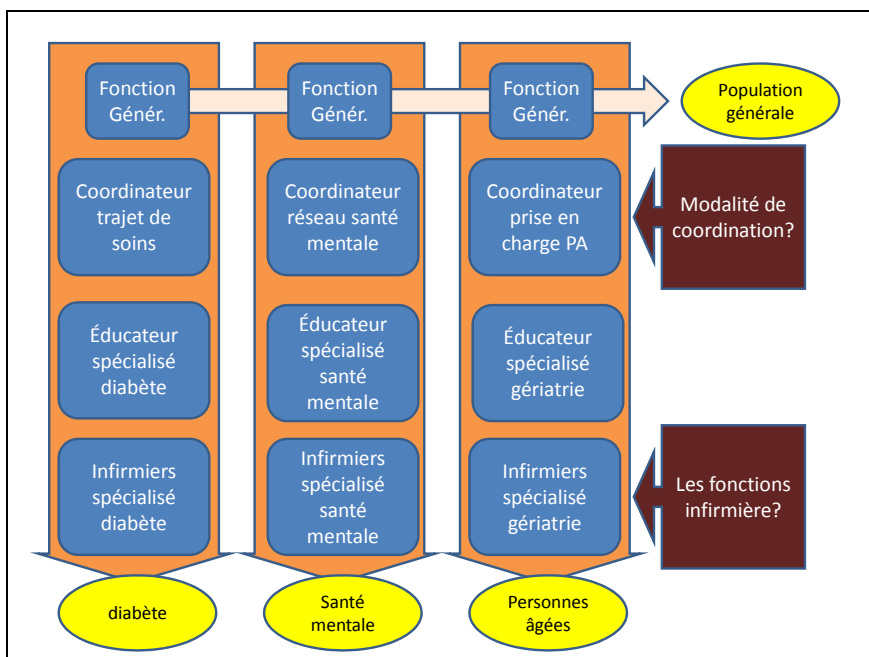 Fonction
Génér.
Fonction
Génér.
Fonction
Génér.
Population
générale
Coordinateur
trajet de
soins
Coordinateur
réseau santé
mentale
Coordinateur
prise en
charge PA
Modalité de
coordination?
Éducateur
spécialisé
diabète
Éducateur
spécialisé
santé
mentale
Éducateur
spécialisé
gériatrie
Infirmiers
spécialisé
diabète
Infirmiers
spécialisé
santé
mentale
Infirmiers
spécialisé
gériatrie
Les fonctions
infirmière?
diabète
Santé
mentale
Personnes
âgées